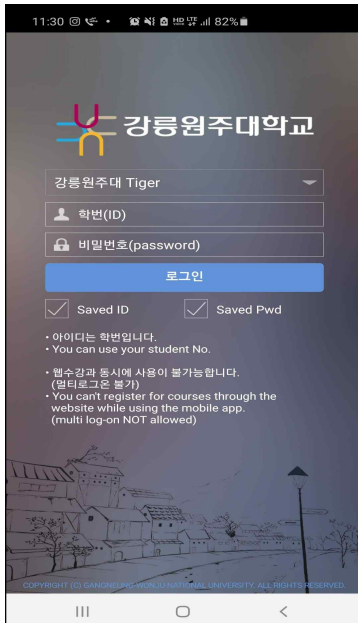 11:30
HD LTE 82%
강릉원주대학교
강릉원주대 Tiger
학번(ID)
비밀번호(password)
로그인
Saved ID Saved Pwd
• 아이디는 학번입니다.
• You can use your student No.
• 웹수강과 동시에 사용이 불가능합니다.
(멀티로그온 불가)
• You can't register for courses through the
website while using the mobile app.
(multi log-on NOT allowed)
COPYRIGHT (C) GANGNEUNG-WONJU NATIONAL UNIVERSITY. ALL RIGHTS RESERVED.